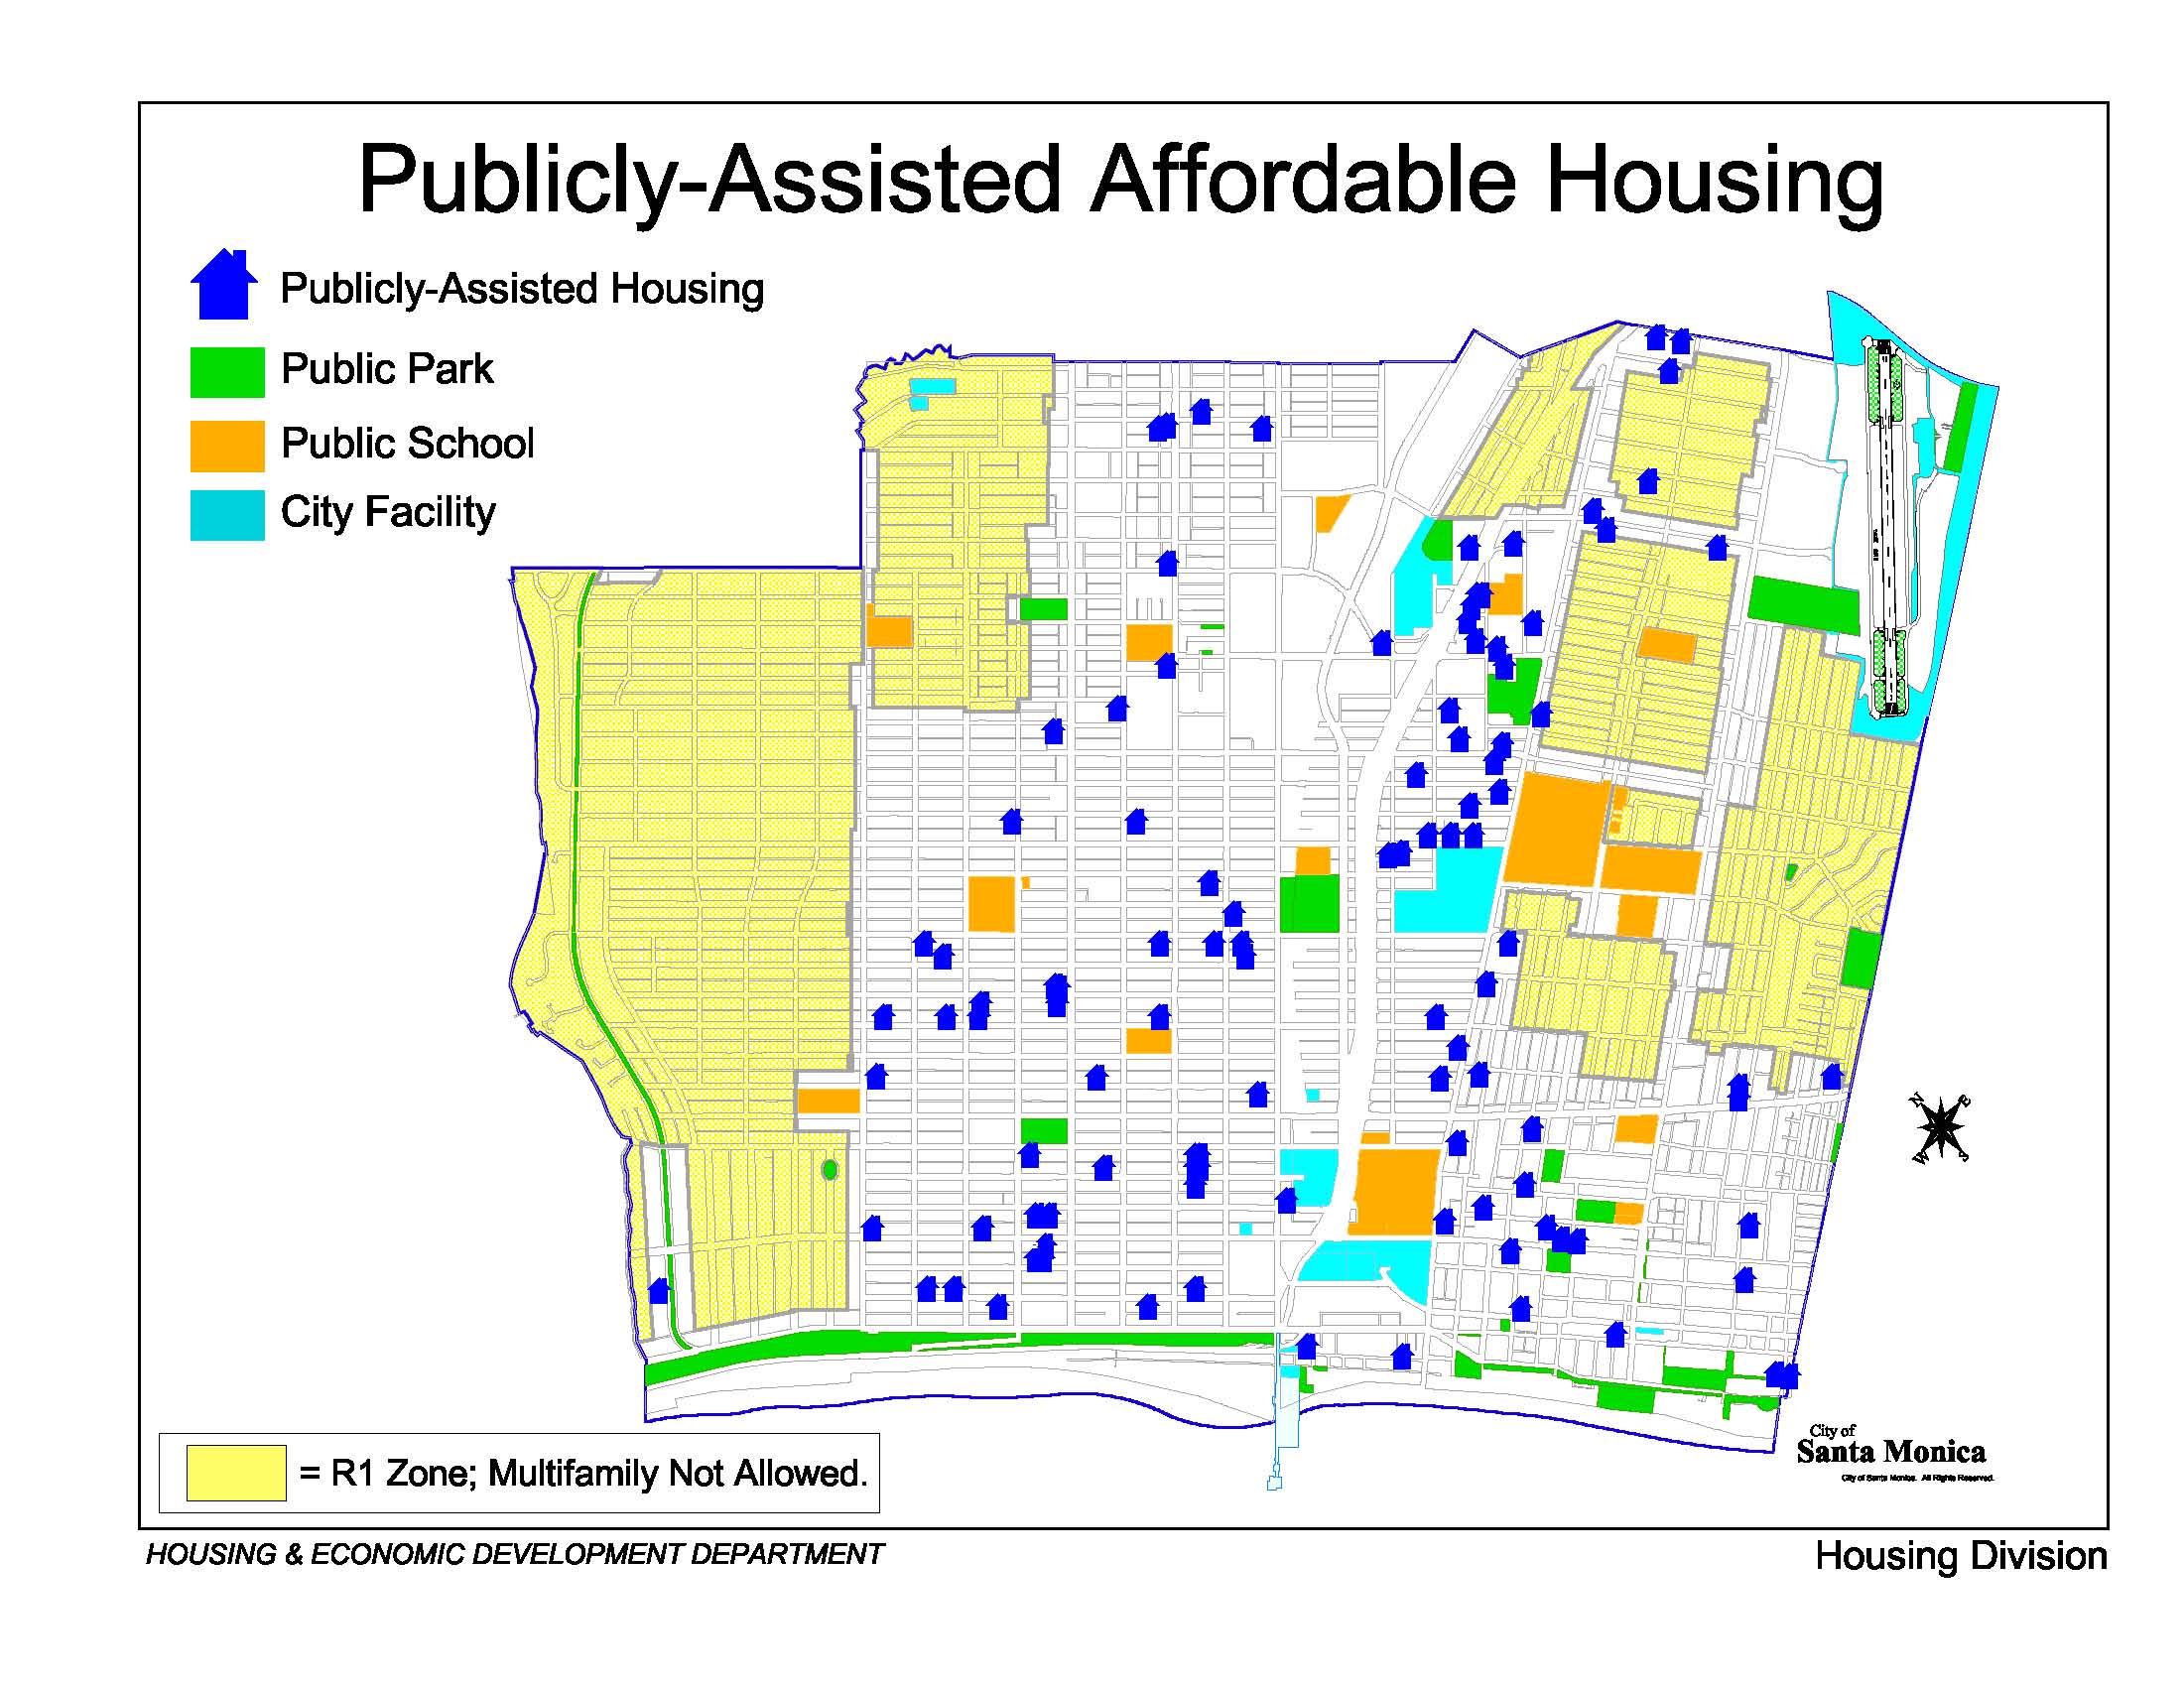 Publicly-Assisted Affordable Housing
Publicly-Assisted Housing
Public Park
Public School
City Facility
N
E
W
S
City of
Santa Monica
City of Santa Monica. All Rights Reserved.
= R1 Zone; Multifamily Not Allowed.
HOUSING & ECONOMIC DEVELOPMENT DEPARTMENT
Housing Division